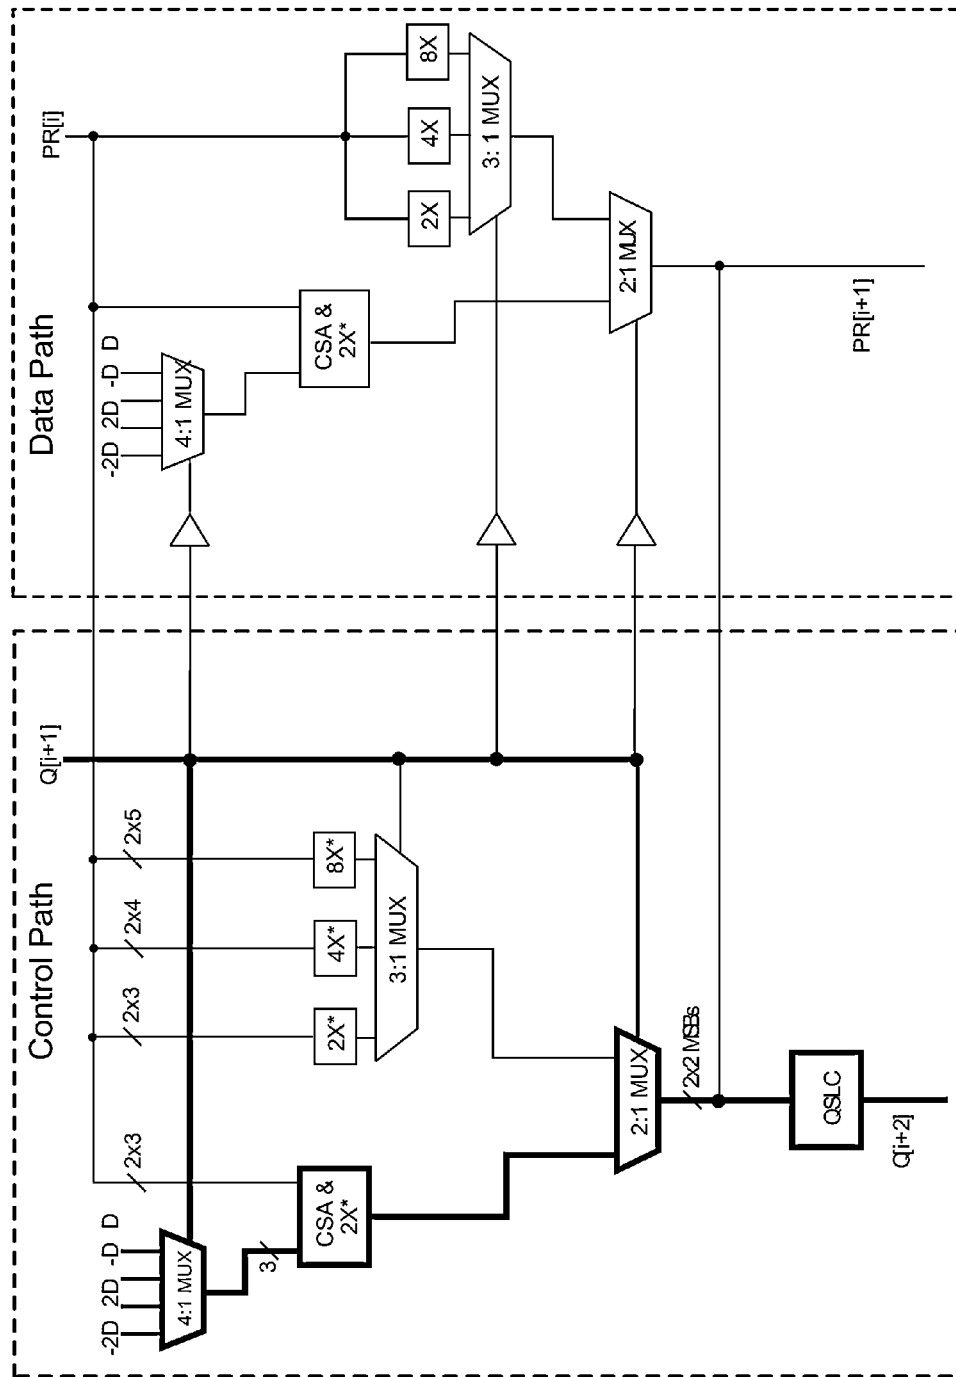 Control Path
Data Path
Q[i+1]
PR[i]
-2D 2D -D D
4:1 MUX
2x3
2x3
2x4
2x5
3
CSA &
2X*
2X*
4X*
8X*
3:1 MUX
2:1 MUX
2x2 MSBs
QSLC
Q[i+2]
-2D 2D -D D
4:1 MUX
CSA &
2X*
2X
4X
8X
3: 1 MUX
2:1 MUX
PR[i+1]